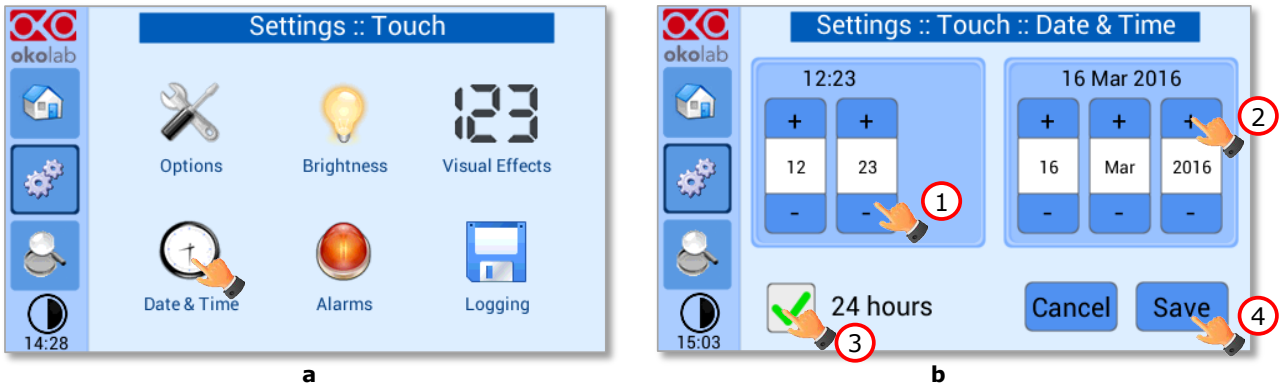 Settings :: Touch
okolab
Options
Brightness
Visual Effects
Date & Time
Alarms
Logging
14:28
a
Settings :: Touch :: Date & Time
okolab
12:23
16 Mar 2016
+ + + + +
12 23 16 Mar 2016
- - - - -
1
2
24 hours
Cancel
Save
3
4
15:03
b